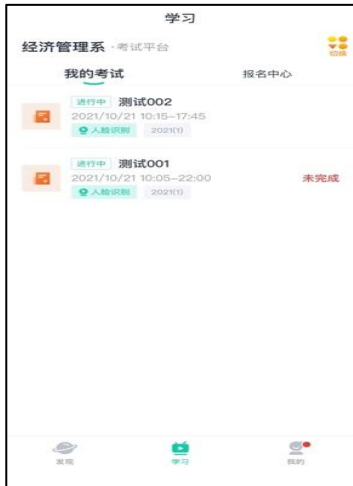 学习
经济管理系 ·考试平台
切换
我的考试 报名中心
进行中 测试002
2021/10/21 10:15-17:45
人脸识别 2021(1)
进行中 测试001
2021/10/21 10:05-22:00 未完成
人脸识别 2021(1)
发现 学习 我的